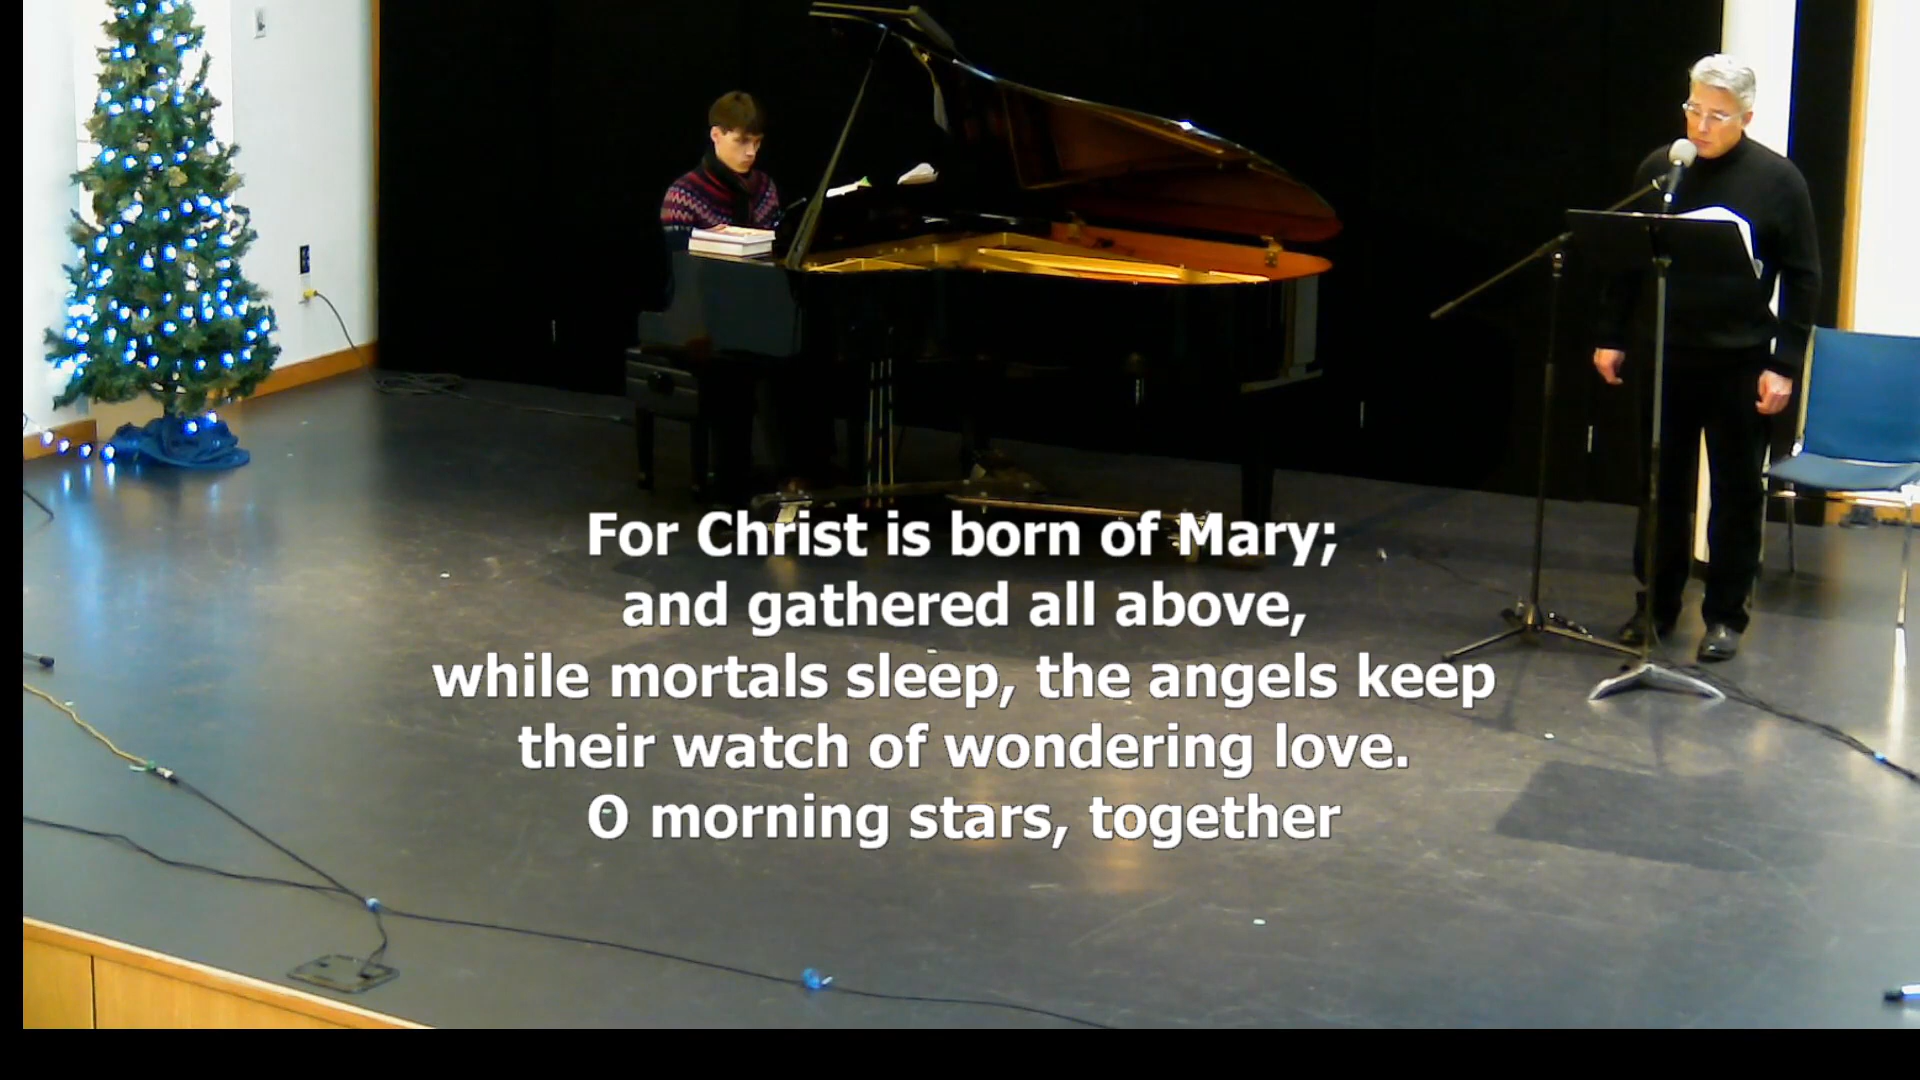 For Christ is born of Mary;
and gathered all above,
while mortals sleep, the angels keep
their watch of wondering love.
O morning stars, together